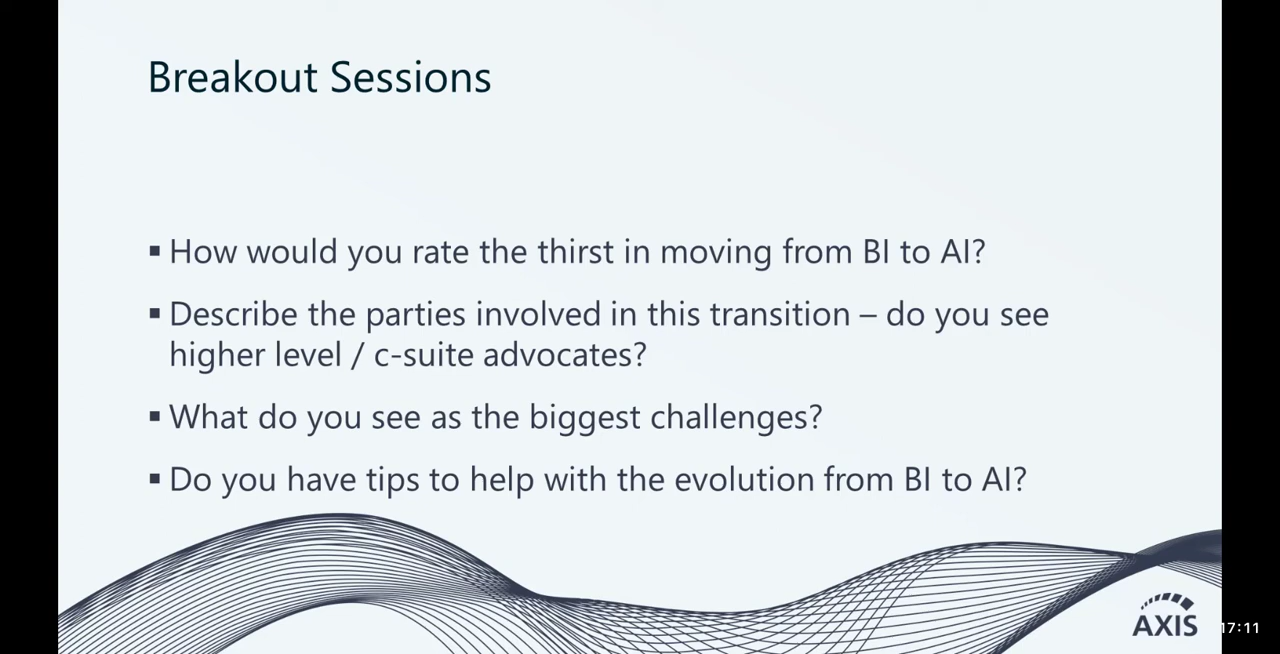 Breakout Sessions
▪ How would you rate the thirst in moving from BI to AI?
▪ Describe the parties involved in this transition – do you see
higher level / c-suite advocates?
▪ What do you see as the biggest challenges?
▪ Do you have tips to help with the evolution from BI to AI?
AXIS
17:11